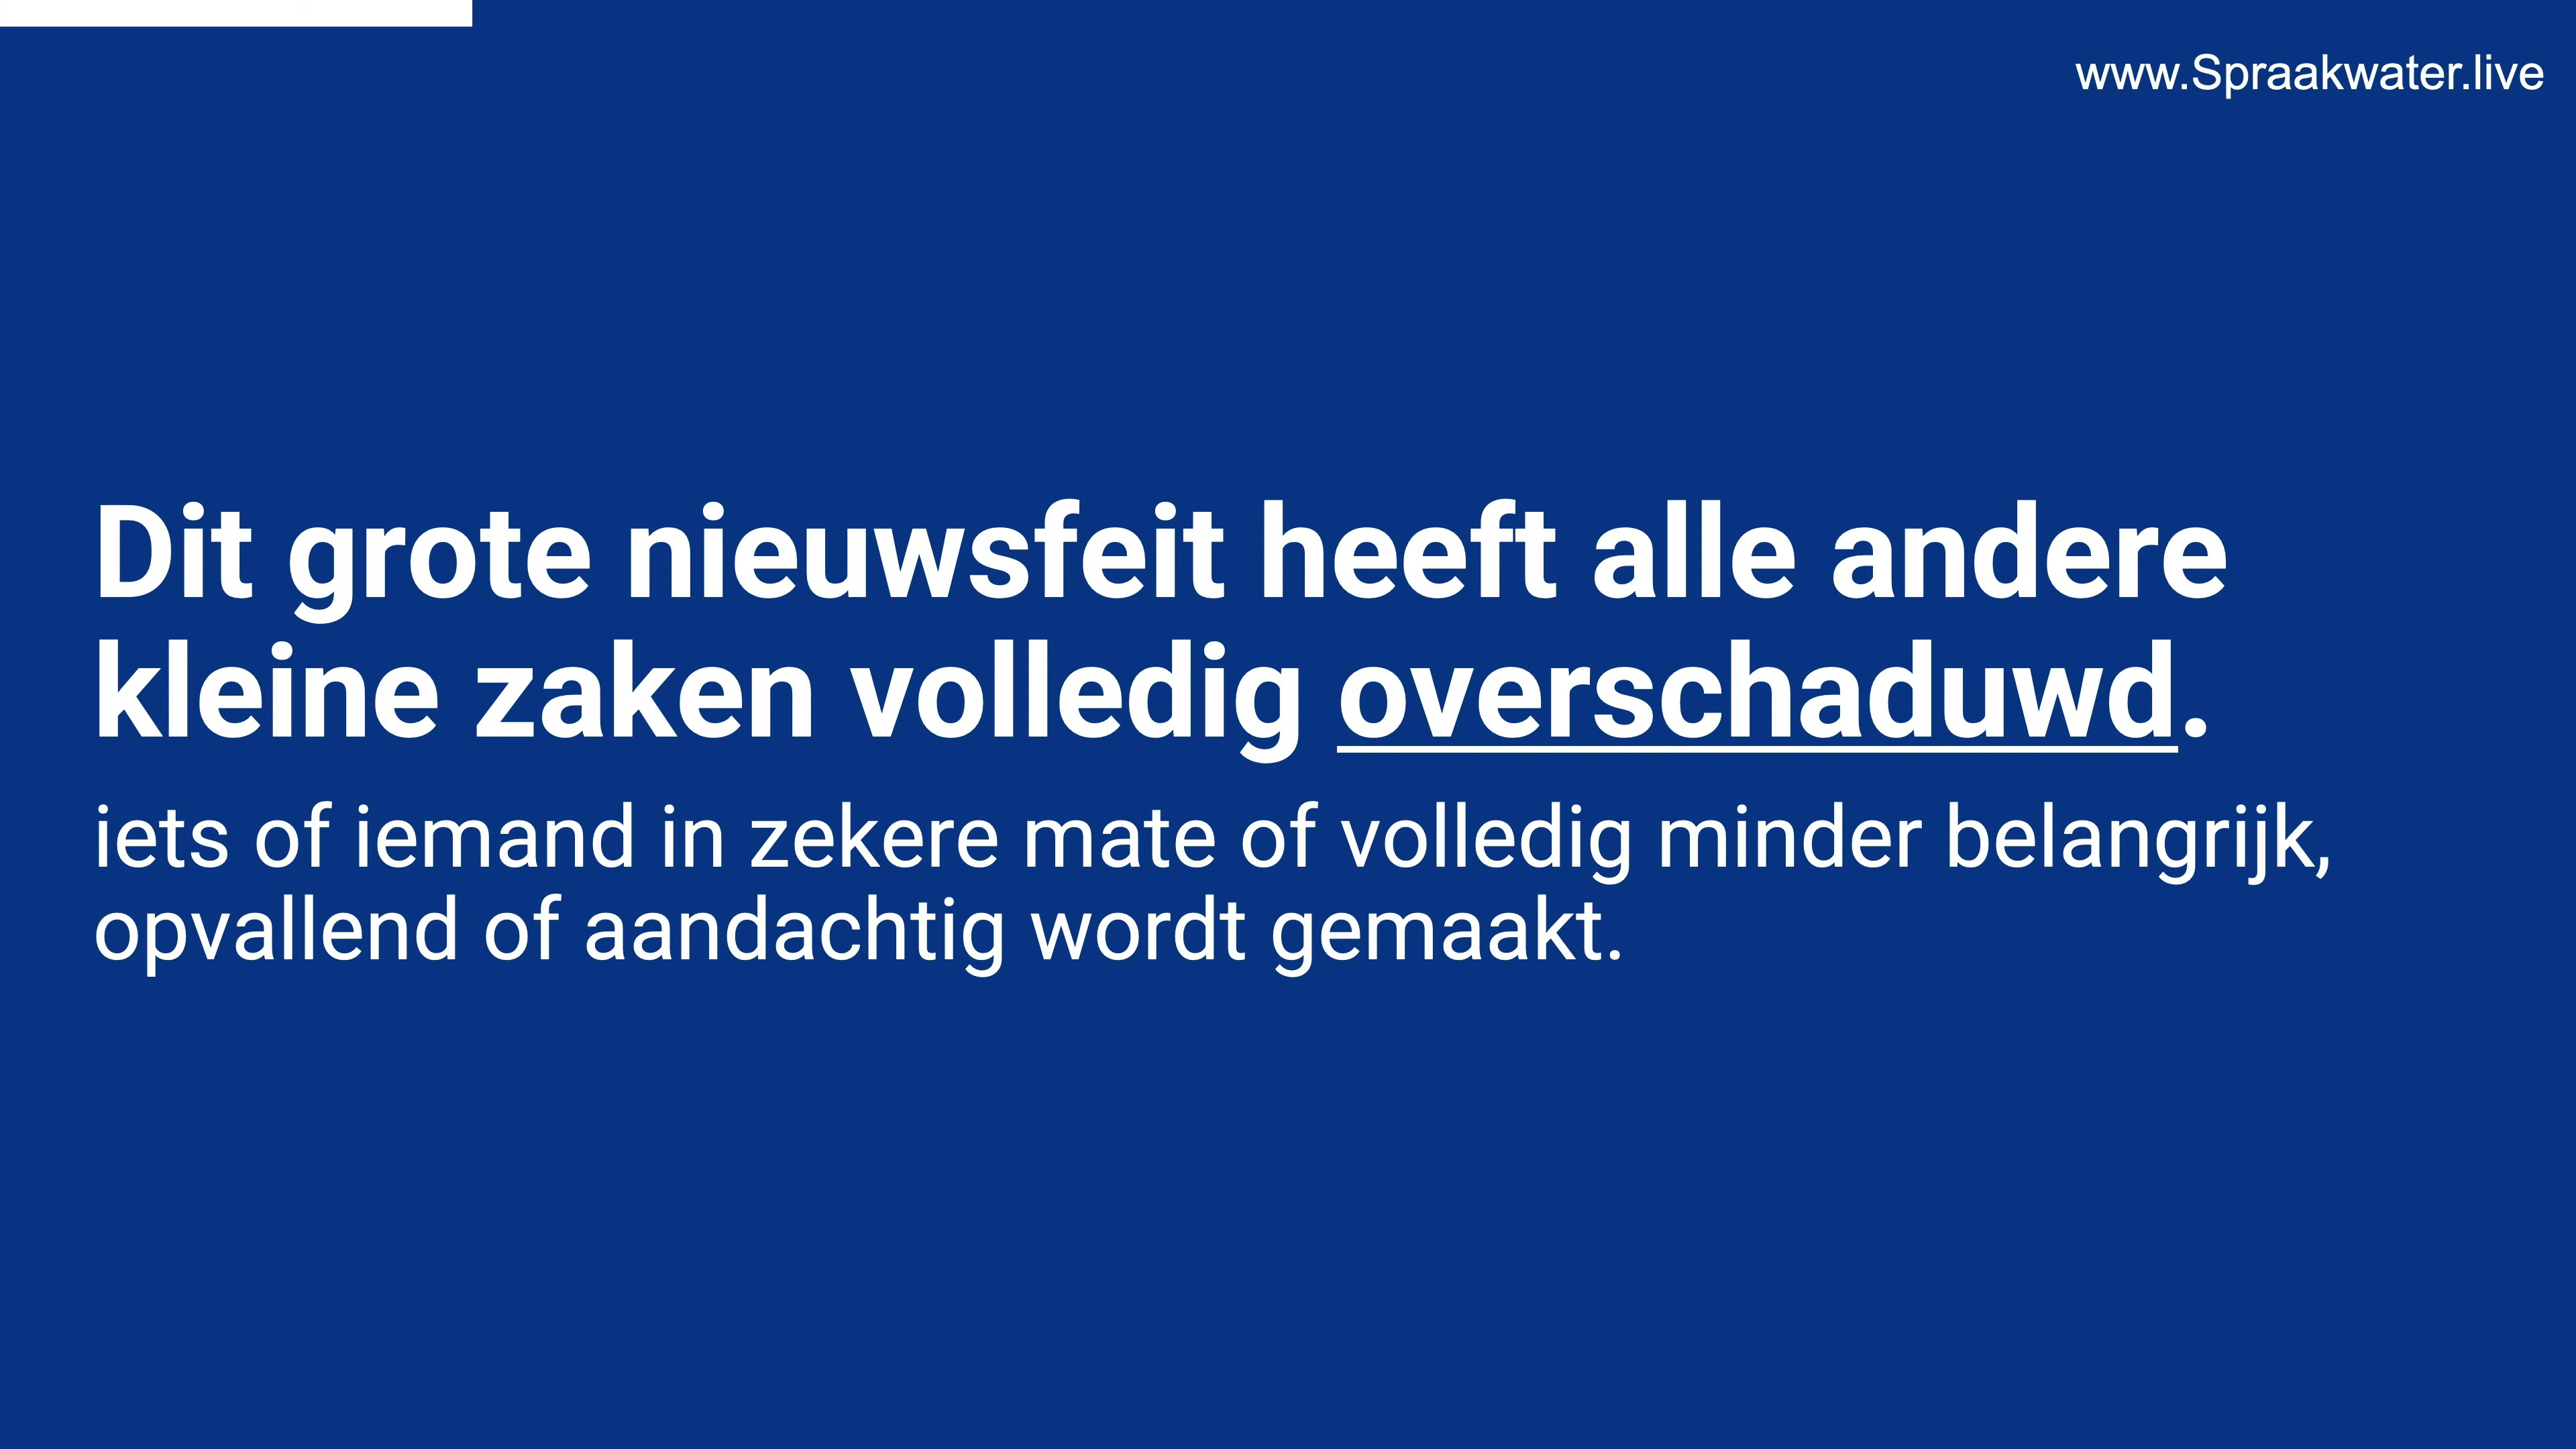 www.Spraakwater.live
Dit grote nieuwsfeit heeft alle andere
kleine zaken volledig overschaduwd.
iets of iemand in zekere mate of volledig minder belangrijk,
opvallend of aandachtig wordt gemaakt.